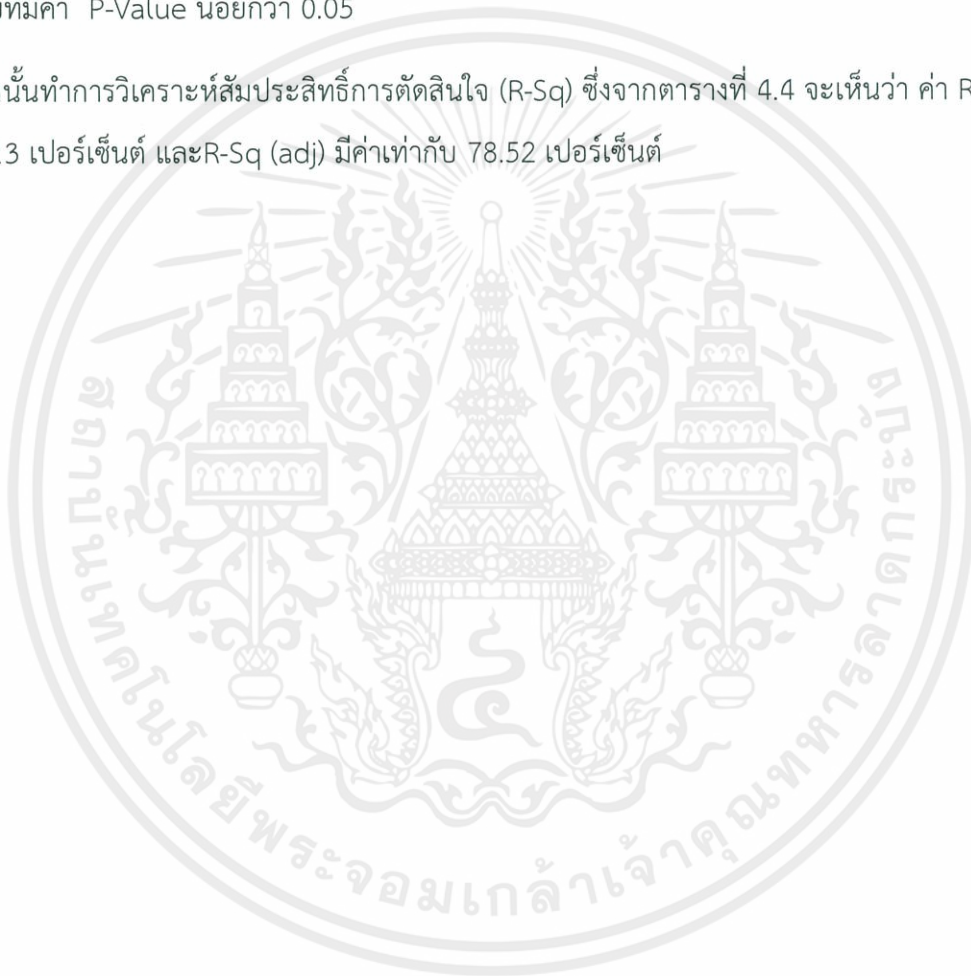 P-Value น้อยกว่า 0.05
นั้นทำการวิเคราะห์สัมประสิทธิ์การตัดสินใจ (R-Sq) ซึ่งจากตารางที่ 4.4 จะเห็นว่า ค่า R
3 เปอร์เซ็นต์ และR-Sq (adj) มีค่าเท่ากับ 78.52 เปอร์เซ็นต์
สถาบันเทคโนโลยีพระจอมเกล้าเจ้าคุณทหารลาดกระบัง